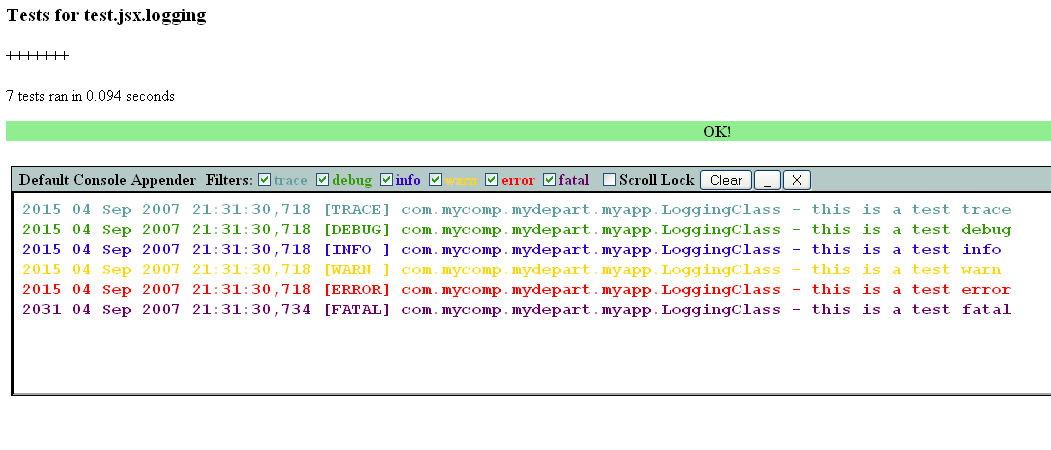 Tests for test.jsx.logging
+++++++
7 tests ran in 0.094 seconds
OK!
Default Console Appender Filters: trace debug info warn error fatal Scroll Lock Clear _ X
2015 04 Sep 2007 21:31:30,718 [TRACE] com.mycomp.mydepart.myapp.LoggingClass - this is a test trace
2015 04 Sep 2007 21:31:30,718 [DEBUG] com.mycomp.mydepart.myapp.LoggingClass - this is a test debug
2015 04 Sep 2007 21:31:30,718 [INFO ] com.mycomp.mydepart.myapp.LoggingClass - this is a test info
2015 04 Sep 2007 21:31:30,718 [WARN ] com.mycomp.mydepart.myapp.LoggingClass - this is a test warn
2015 04 Sep 2007 21:31:30,718 [ERROR] com.mycomp.mydepart.myapp.LoggingClass - this is a test error
2031 04 Sep 2007 21:31:30,734 [FATAL] com.mycomp.mydepart.myapp.LoggingClass - this is a test fatal